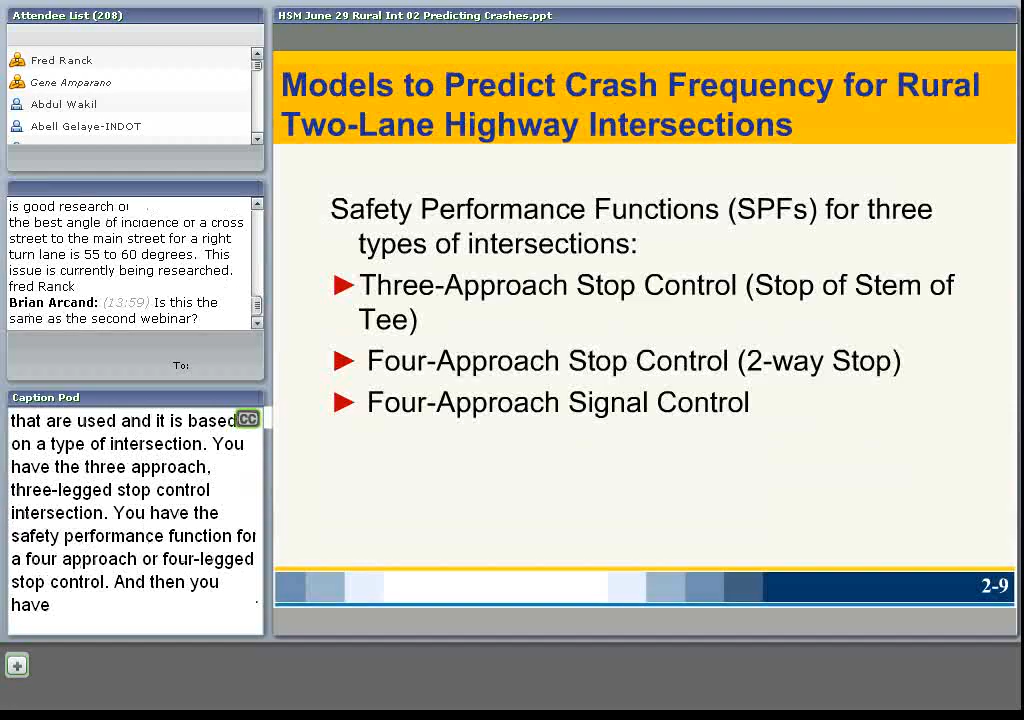 Attendee List (208)
Fred Ranck
Gene Amparano
Abdul Wakil
Abell Gelaye-INDOT
is good research
the best angle of incidence of a cross
street to the main street for a right
turn lane is 55 to 60 degrees. This
issue is currently being researched.
fred Ranck
Brian Arcand: (13:59) Is this the
same as the second webinar?
To:
Caption Pod
that are used and it is based
CC
on a type of intersection. You
have the three approach,
three-legged stop control
intersection. You have the
safety performance function for
a four approach or four-legged
stop control. And then you
have
HSM June 29 Rural Int 02 Predicting Crashes.ppt
Models to Predict Crash Frequency for Rural
Two-Lane Highway Intersections
Safety Performance Functions (SPFs) for three
types of intersections:
►Three-Approach Stop Control (Stop of Stem of
Tee)
► Four-Approach Stop Control (2-way Stop)
► Four-Approach Signal Control
2-9